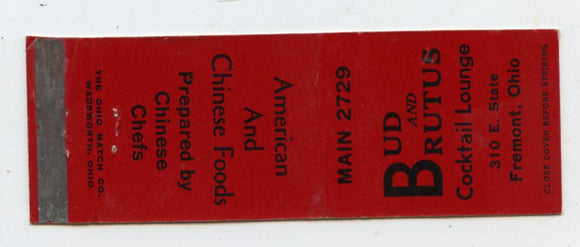 CLOSE COVER BEFORE STRIKING
BUD
AND
BRUTUS
Cocktail Lounge
310 E. State
Fremont, Ohio
MAIN 2729
American
And
Chinese Foods
Prepared by
Chinese
Chefs
THE OHIO MATCH CO.
WADSWORTH, OHIO